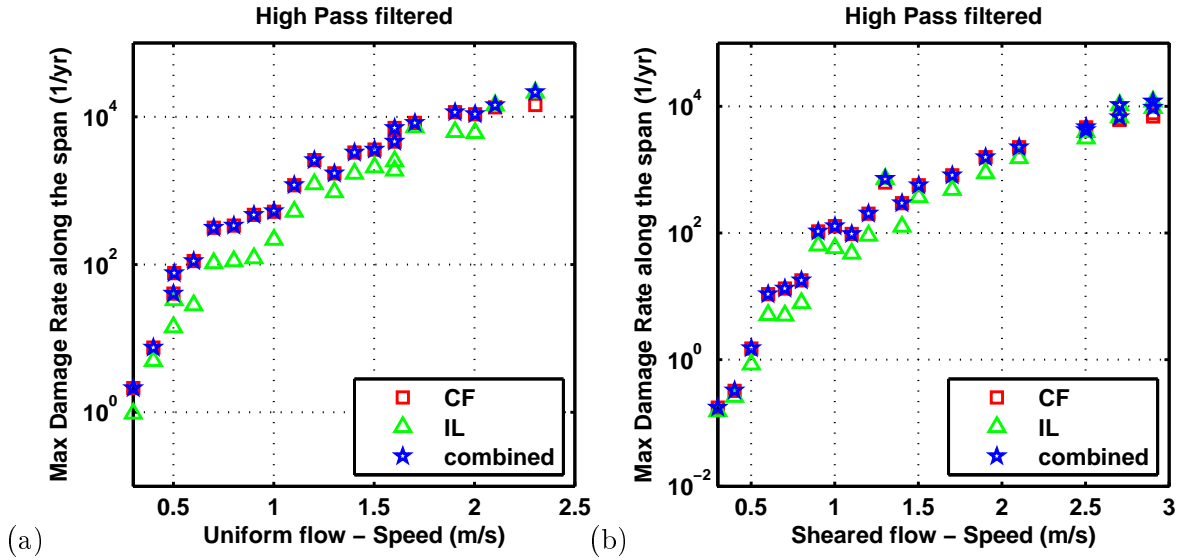 High Pass filtered
Max Damage Rate along the span (1/yr)
10^4
10^2
10^0
0.5 1 1.5 2 2.5
Uniform flow − Speed (m/s)
CF
IL
combined
(a)
High Pass filtered
Max Damage Rate along the span (1/yr)
10^4
10^2
10^0
10^−2
0.5 1 1.5 2 2.5 3
Sheared flow − Speed (m/s)
CF
IL
combined
(b)